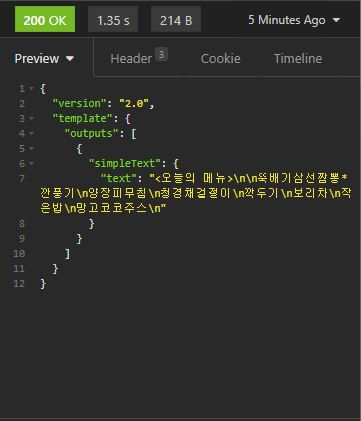 200 OK 1.35 s 214 B 5 Minutes Ago
Preview Header 3 Cookie Timeline
1 {
2 "version": "2.0",
3 "template": {
4 "outputs": [
5 {
6 "simpleText": {
7 "text": "<오늘의 메뉴>\n\n뚝배기삼선짬뽕*
깐풍기\n양장피무침\n청경채겉절이\n깍두기\n보리차\n작
은밥\n망고코코쥬스\n"
8 }
9 }
10 ]
11 }
12 }